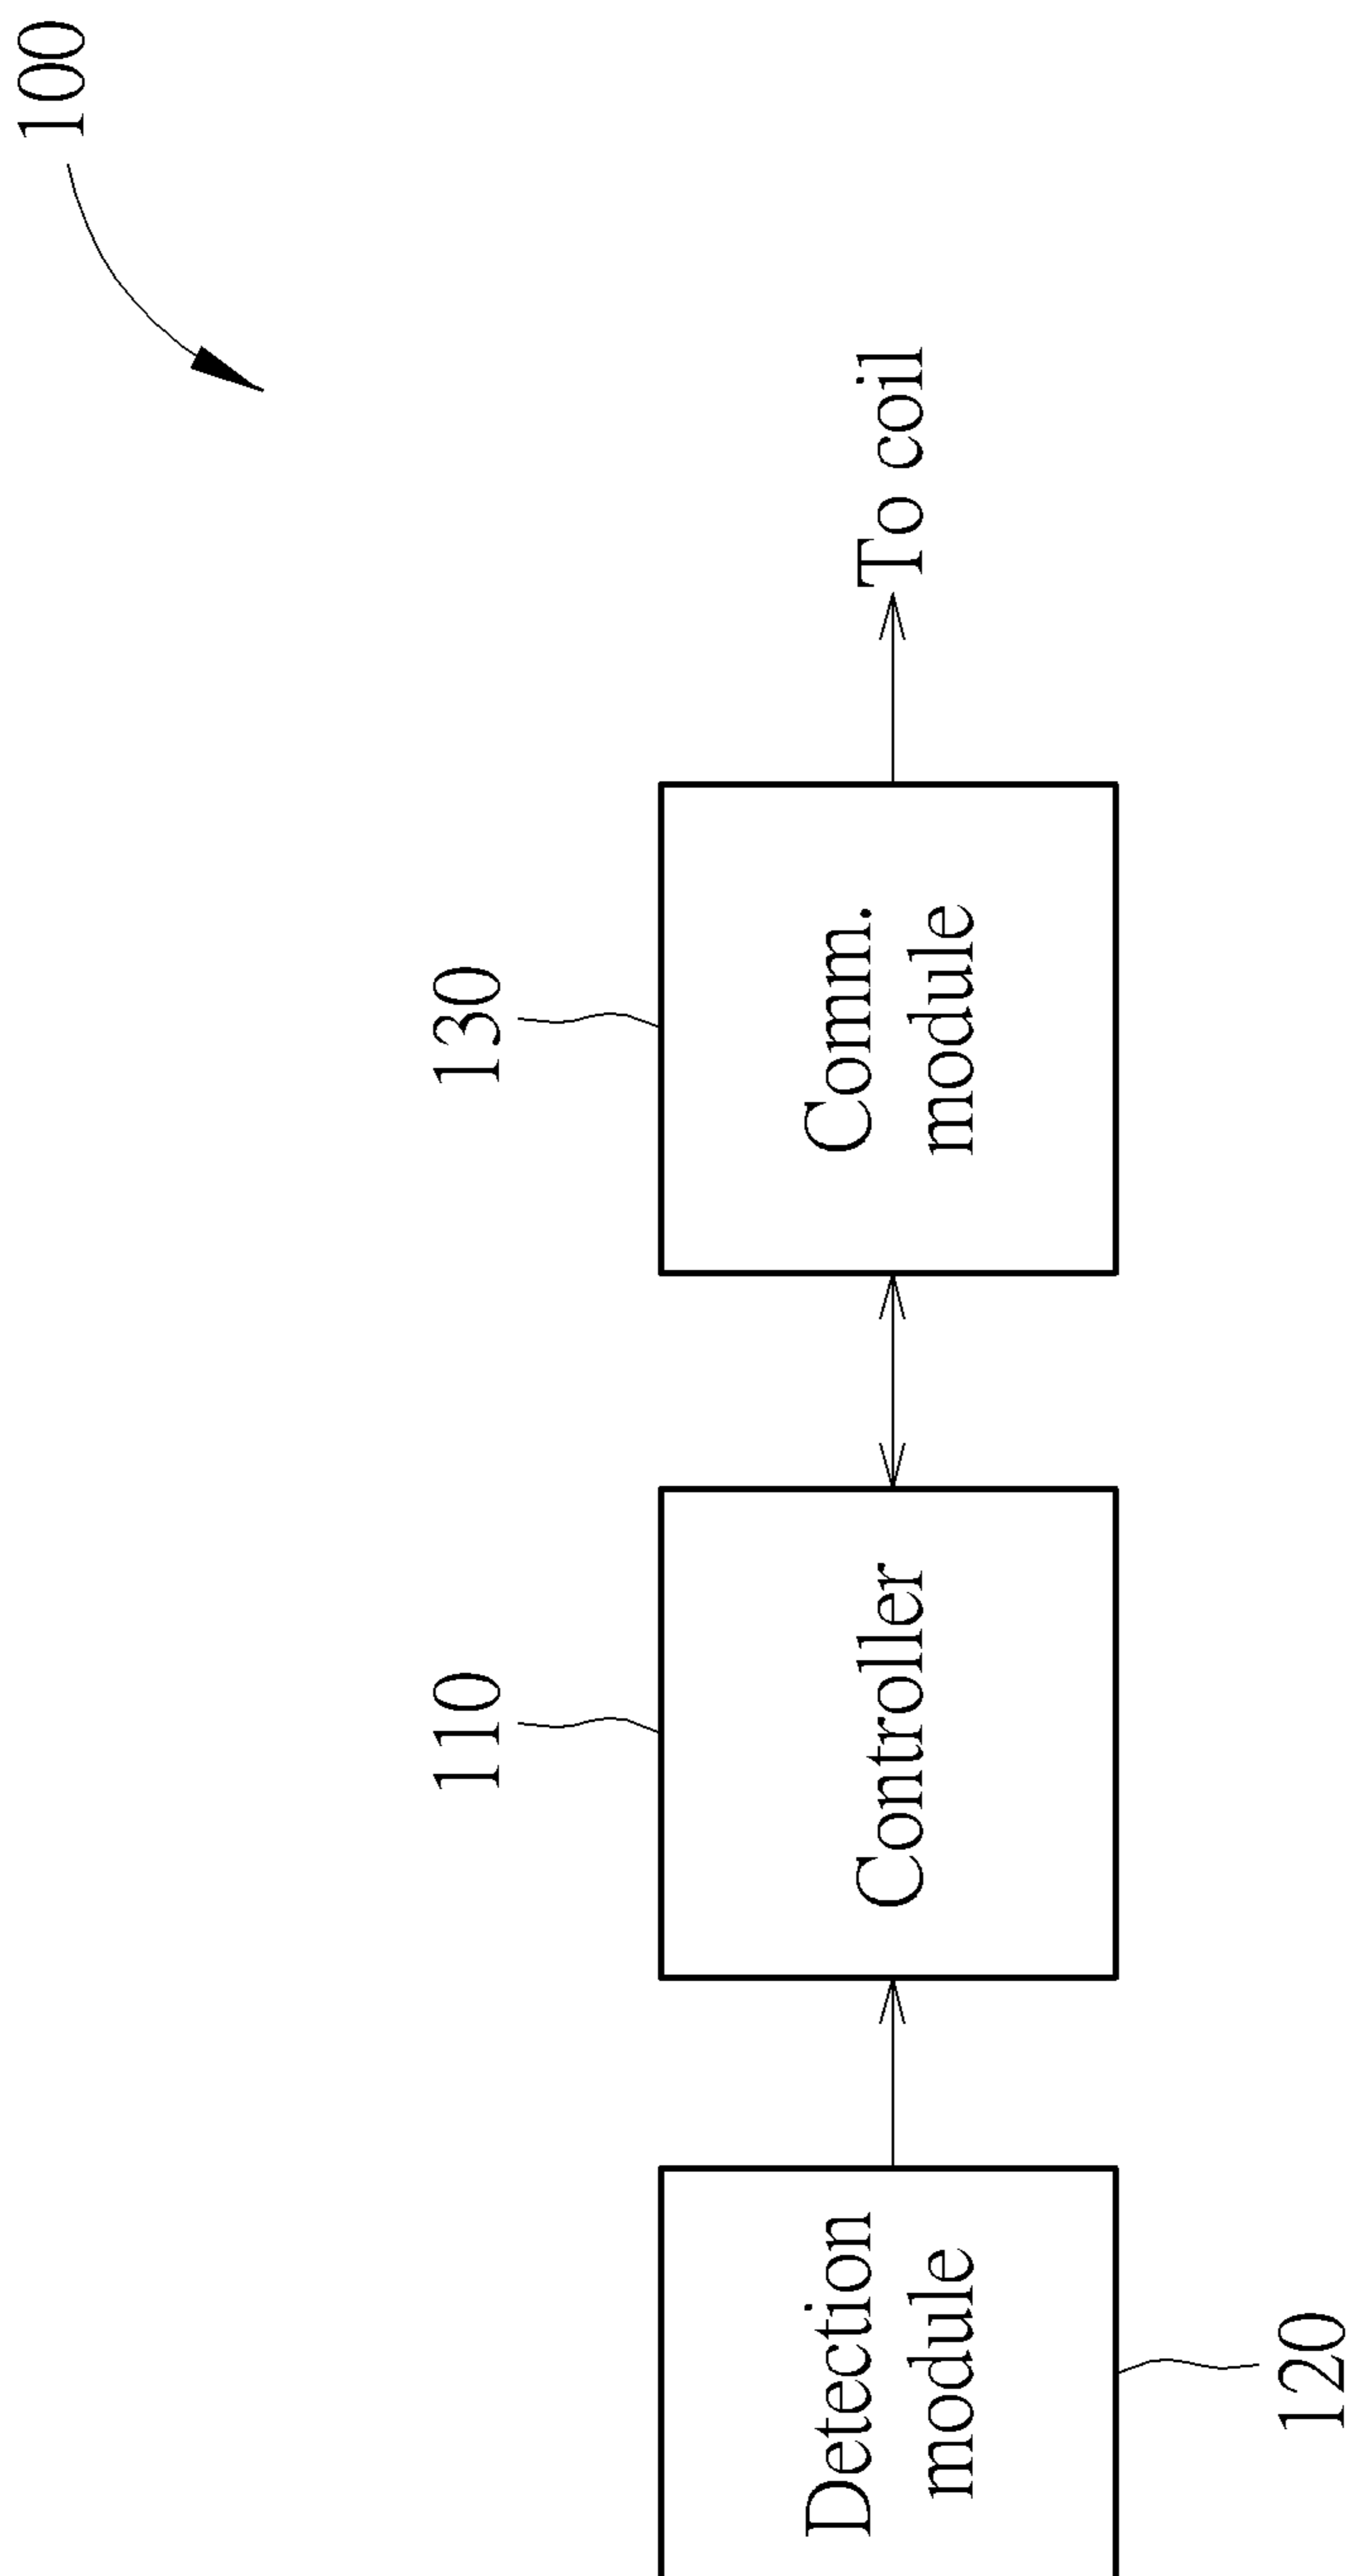 100
110
130
Detection
module
Controller
Comm.
module
To coil
120